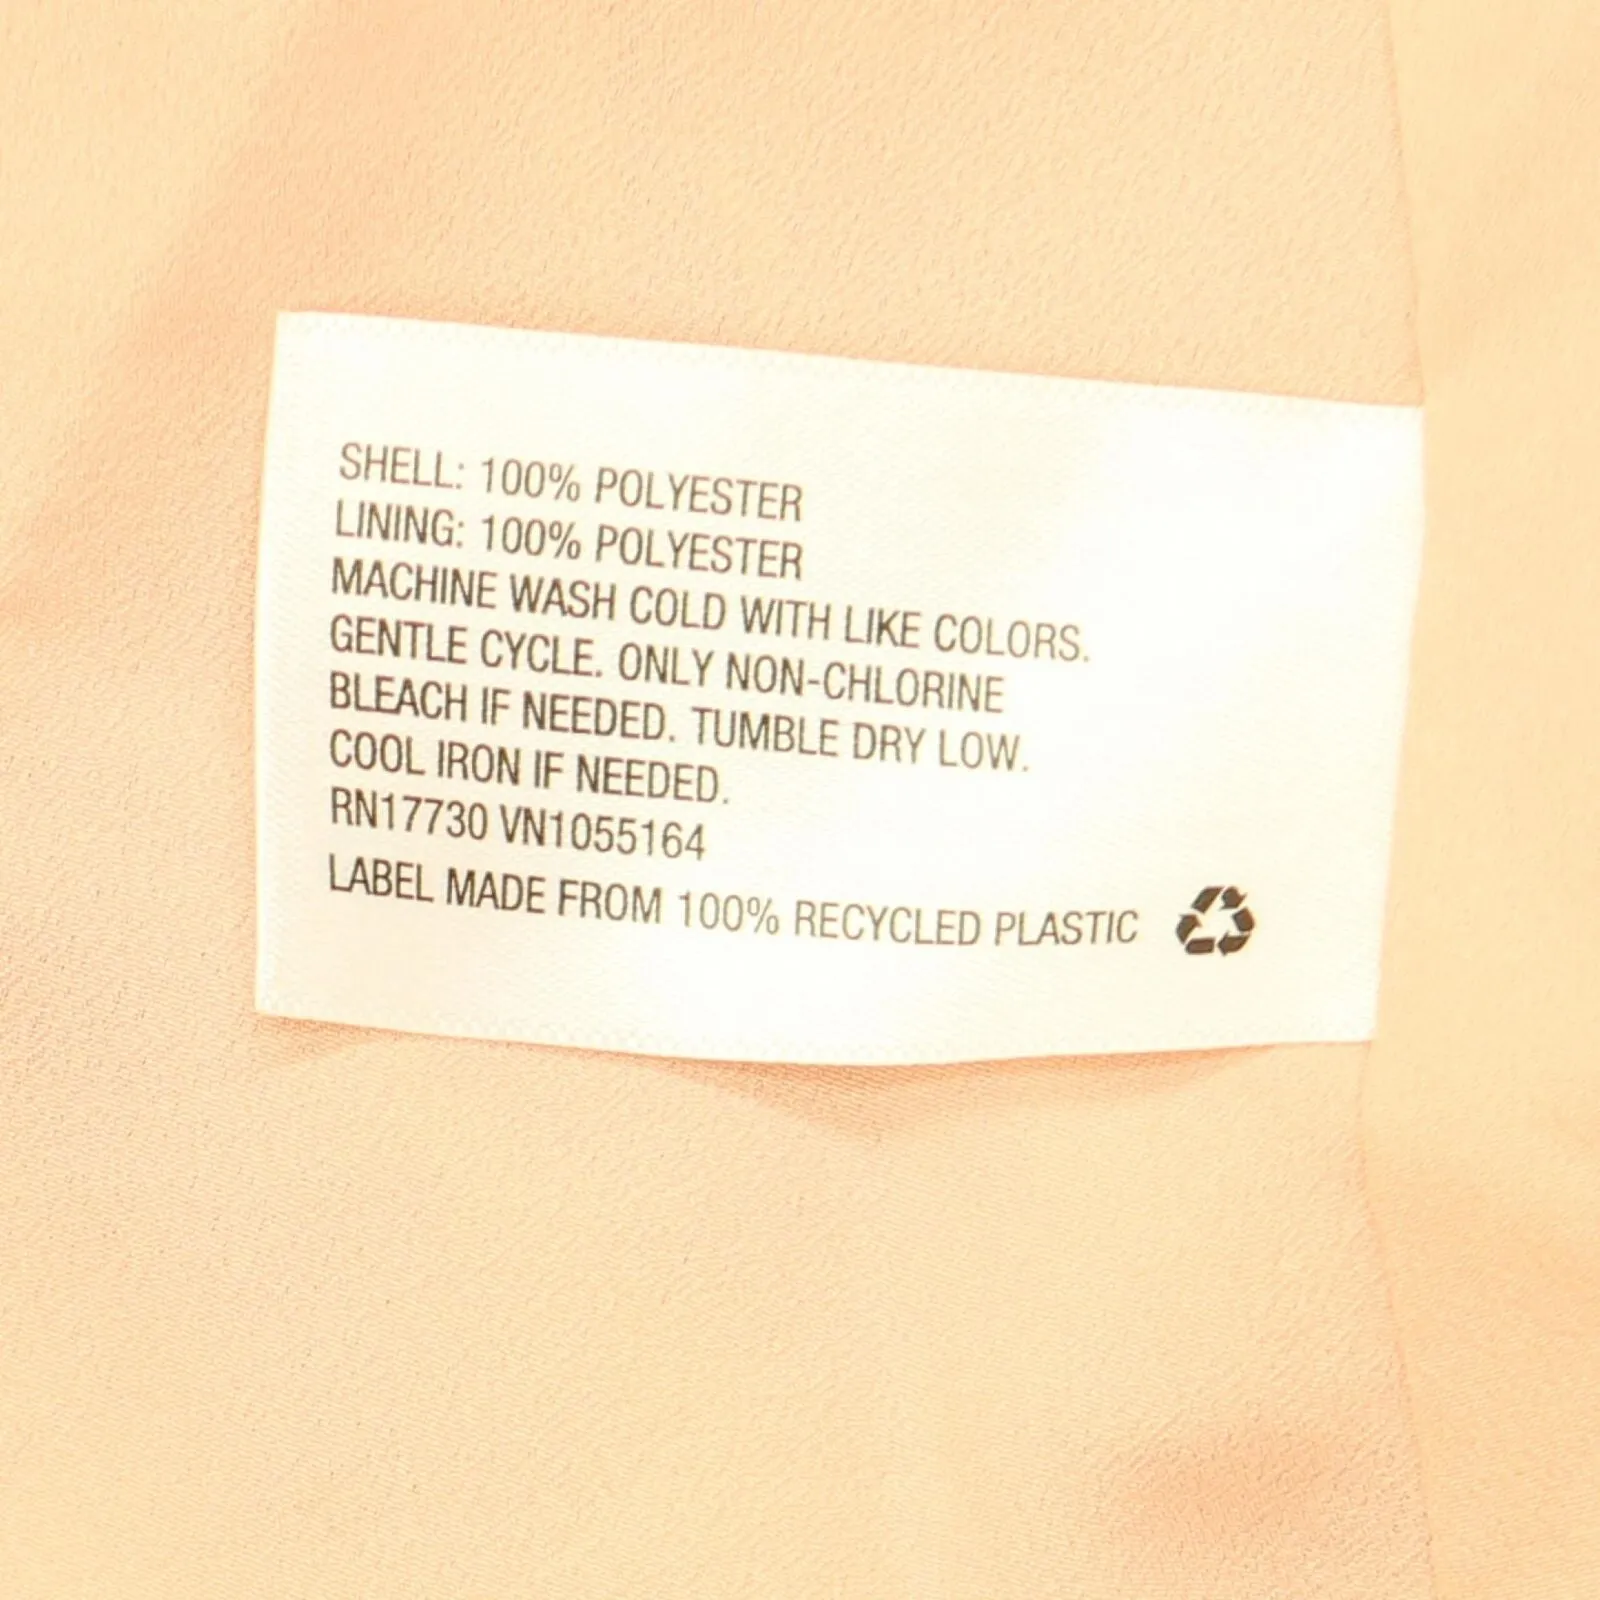 SHELL: 100% POLYESTER
LINING: 100% POLYESTER
MACHINE WASH COLD WITH LIKE COLORS.
GENTLE CYCLE. ONLY NON-CHLORINE
BLEACH IF NEEDED. TUMBLE DRY LOW.
COOL IRON IF NEEDED.
RN17730 VN1055164
LABEL MADE FROM 100% RECYCLED PLASTIC